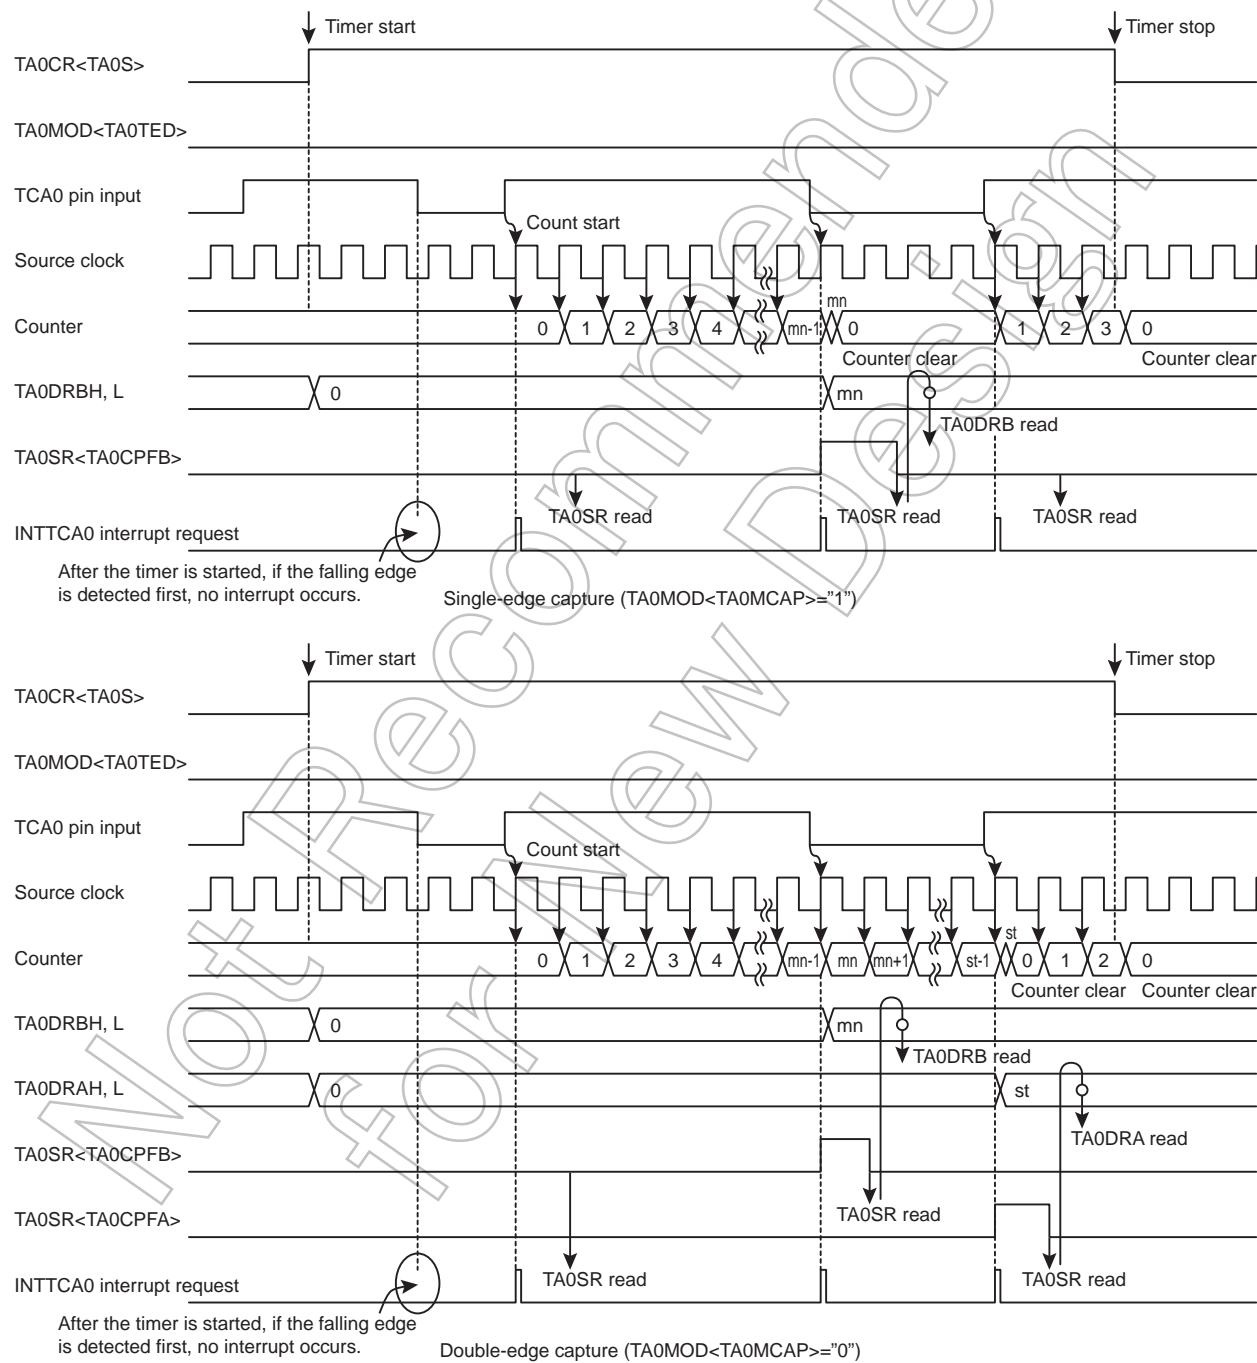 Timer start
Timer stop
TA0CR<TA0S>
TA0MOD<TA0TED>
TCA0 pin input
Count start
Source clock
mn
Counter
0 1 2 3 4 mn-1 0 1 2 3 0
Counter clear
Counter clear
TA0DRBH, L
0
mn
TA0DRB read
TA0SR<TA0CPFB>
TA0SR read
TA0SR read
TA0SR read
INTTCA0 interrupt request
After the timer is started, if the falling edge
is detected first, no interrupt occurs.
Single-edge capture (TA0MOD<TA0MCAP>=”1”)
Timer start
Timer stop
TA0CR<TA0S>
TA0MOD<TA0TED>
TCA0 pin input
Count start
Source clock
st
Counter
0 1 2 3 4 mn-1 mn mn+1 st-1 0 1 2 0
Counter clear
Counter clear
TA0DRBH, L
0
mn
TA0DRB read
TA0DRAH, L
0
st
TA0DRA read
TA0SR<TA0CPFB>
TA0SR read
TA0SR<TA0CPFA>
TA0SR read
TA0SR read
INTTCA0 interrupt request
After the timer is started, if the falling edge
is detected first, no interrupt occurs.
Double-edge capture (TA0MOD<TA0MCAP>=”0”)
Not Recommende
for New Design